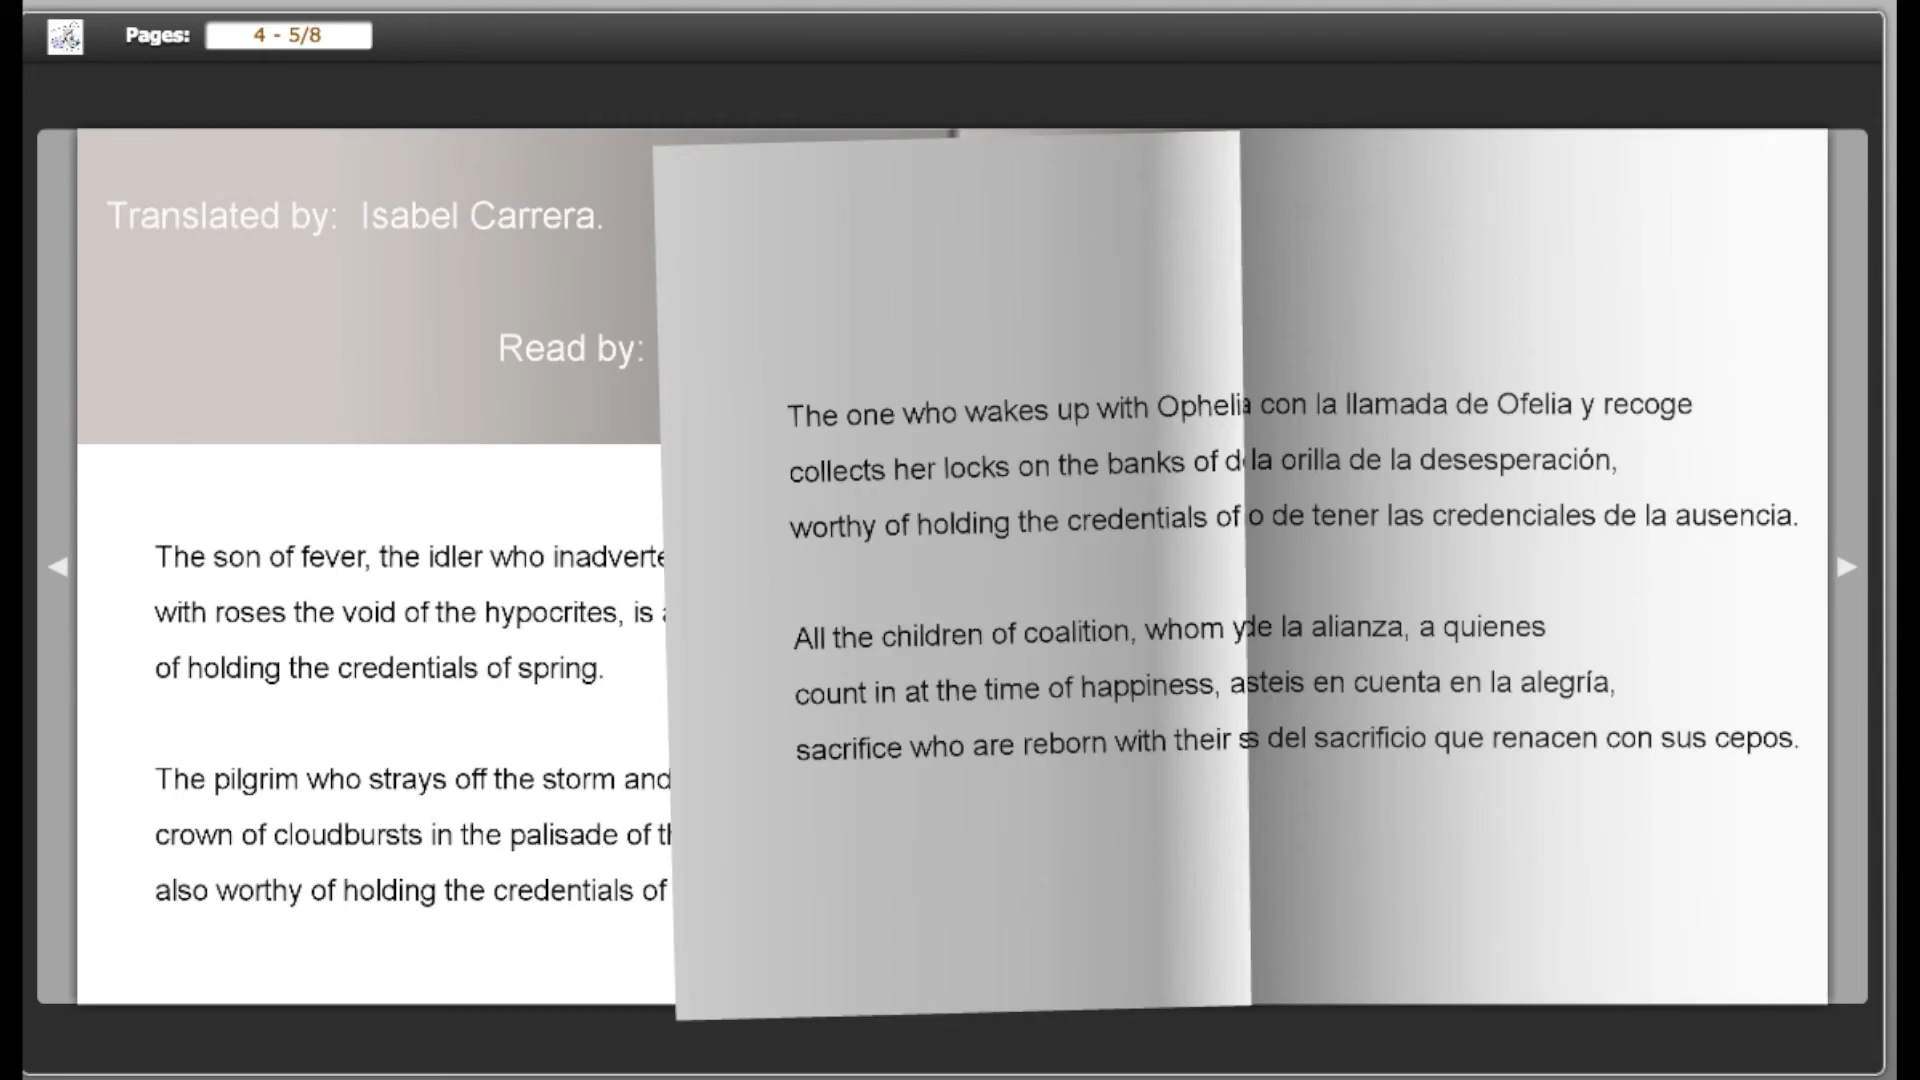 Pages: 4 - 5/8
Translated by: Isabel Carrera.
Read by:
The son of fever, the idler who
with roses the void of the hypocrites, is
of holding the credentials of spring.
The pilgrim who strays off the storm and
crown of cloudbursts in the palisade of
also worthy of holding the credentials of
The one who wakes up with Ophelia
collects her locks on the banks of
worthy of holding the credentials of
All the children of coalition, whom
count in at the time of happiness,
sacrifice who are reborn with their
con la llamada de Ofelia y recoge
la orilla de la desesperación,
o de tener las credenciales de la ausencia.
de la alianza, a quienes
en cuenta en la alegría,
del sacrificio que renacen con sus cepos.